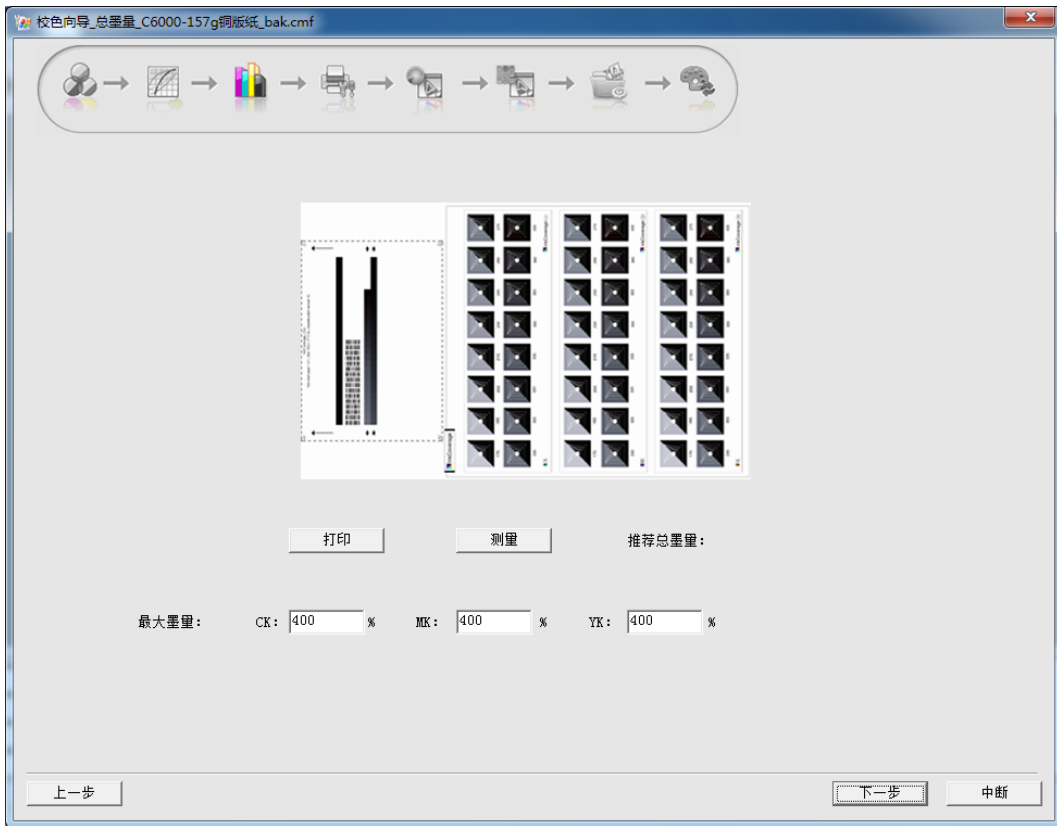 校色向导_总墨量_C6000-157g铜版纸_bak.cmf
打印
测量
推荐总墨量:
最大墨量: CK: 400 % MK: 400 % YK: 400 %
上一步
下一步
中断